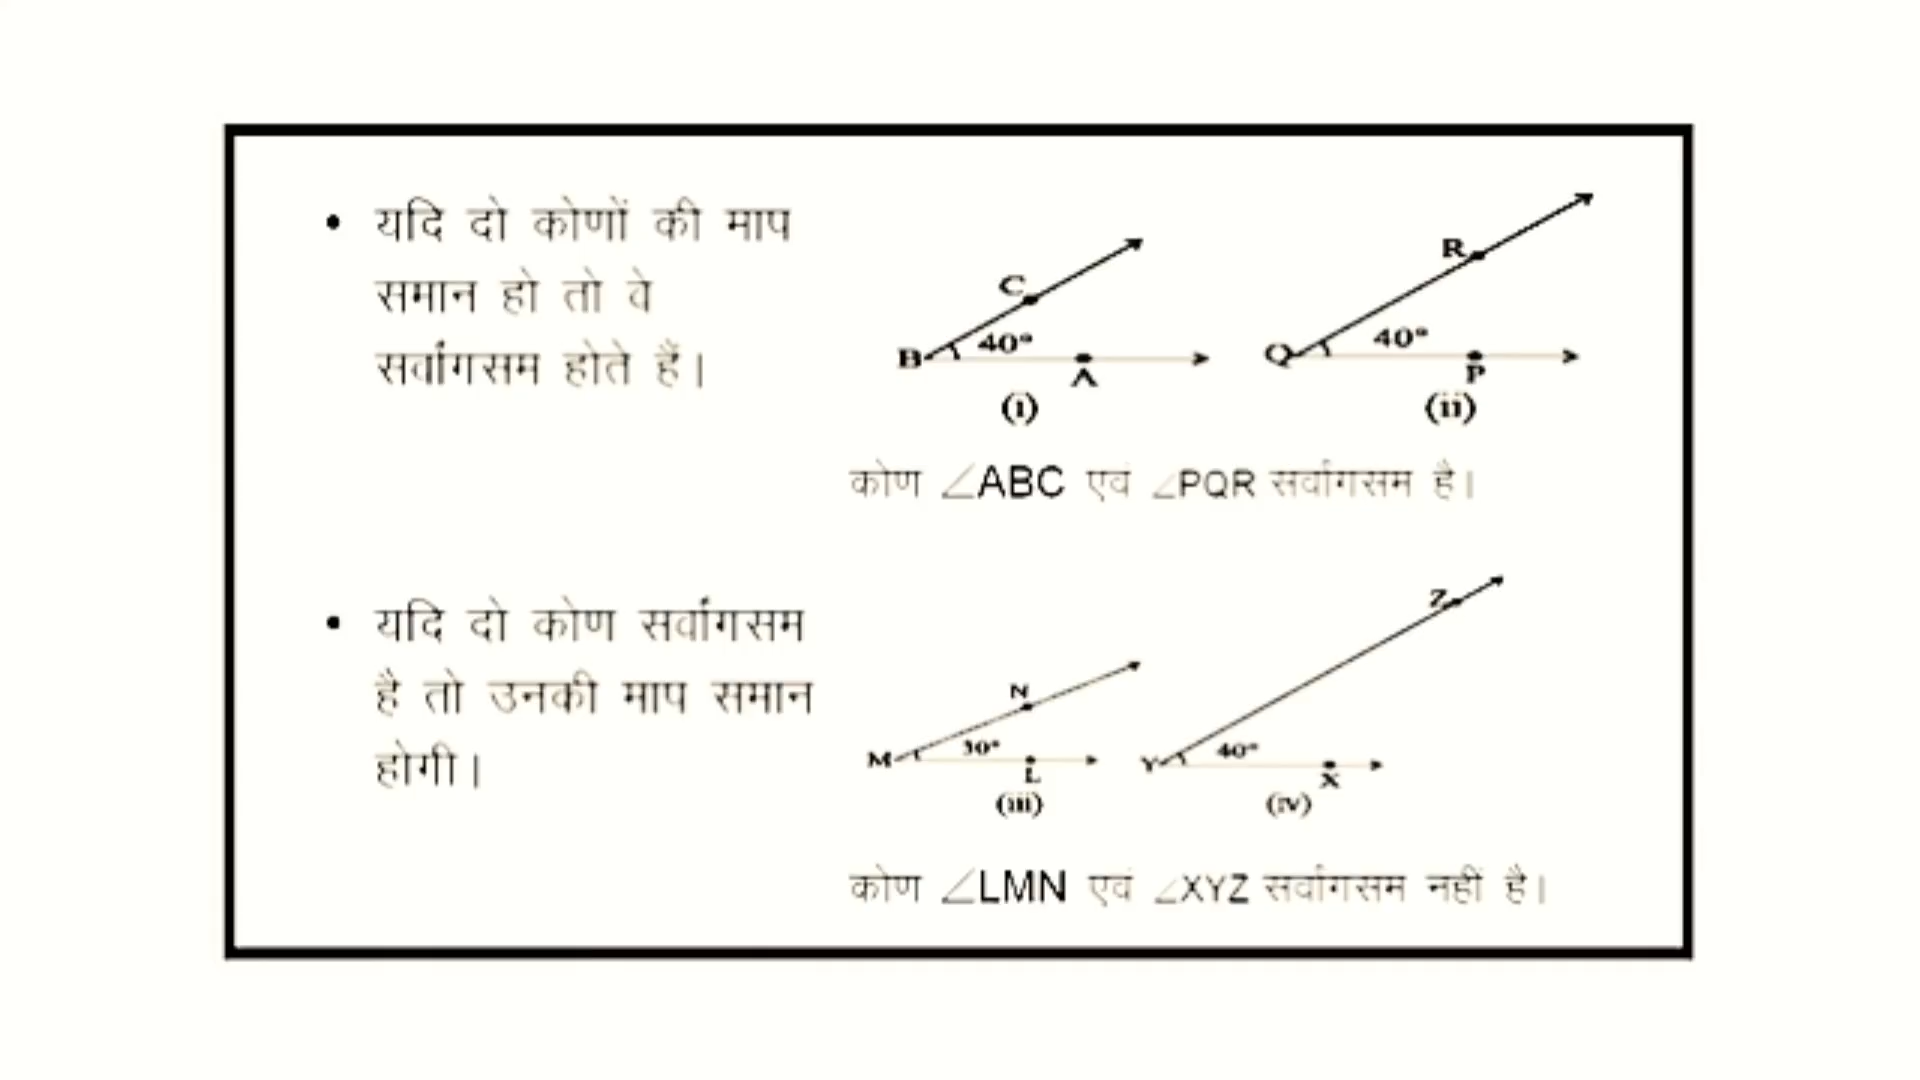 • यदि दो कोणों की माप
समान हो तो वे
सर्वांगसम होते हैं।
C
R
B 40° A
Q 40° P
(i)
(ii)
कोण ∠ABC एवं ∠PQR सर्वांगसम है।
• यदि दो कोण सर्वांगसम
है तो उनकी माप समान
होगी।
N
Z
M 30° L
Y 40° X
(iii)
(iv)
कोण ∠LMN एवं ∠XYZ सर्वांगसम नहीं है।